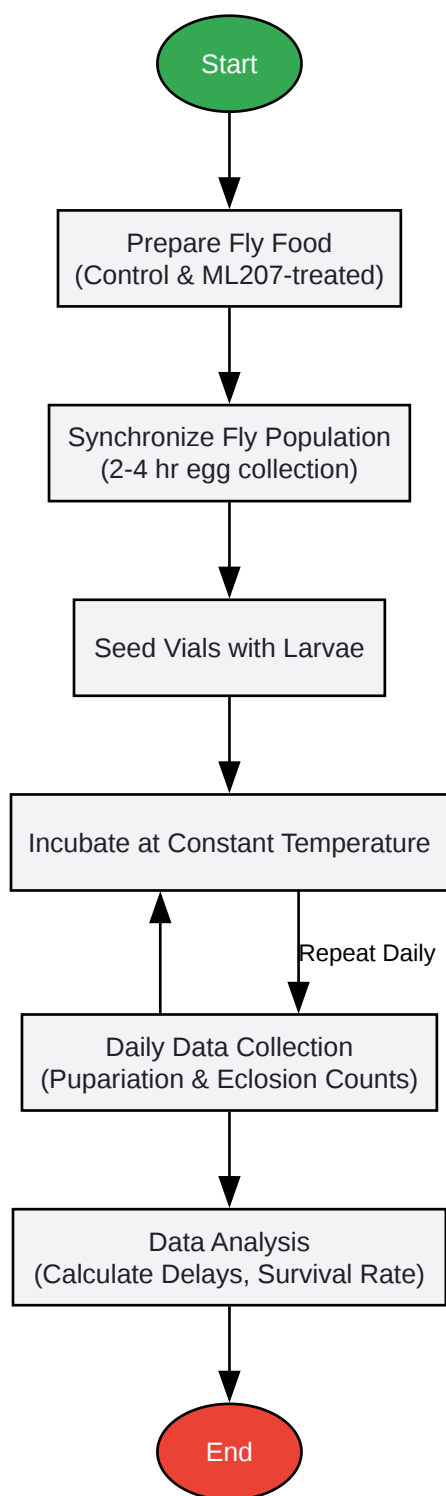 Start
Prepare Fly Food
(Control & ML207-treated)
Synchronize Fly Population
(2-4 hr egg collection)
Seed Vials with Larvae
Incubate at Constant Temperature
Repeat Daily
Daily Data Collection
(Pupariation & Eclosion Counts)
Data Analysis
(Calculate Delays, Survival Rate)
End